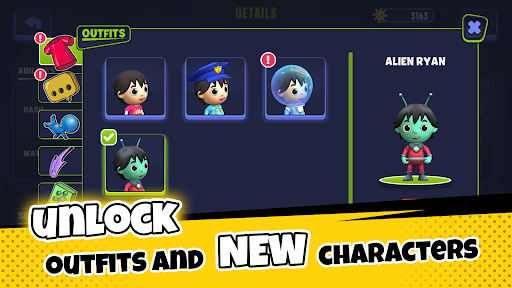 DETAILS
3163
OUTFITS
ALIEN RYAN
UNLOCK
OUTFITS AND NEW CHARACTERS